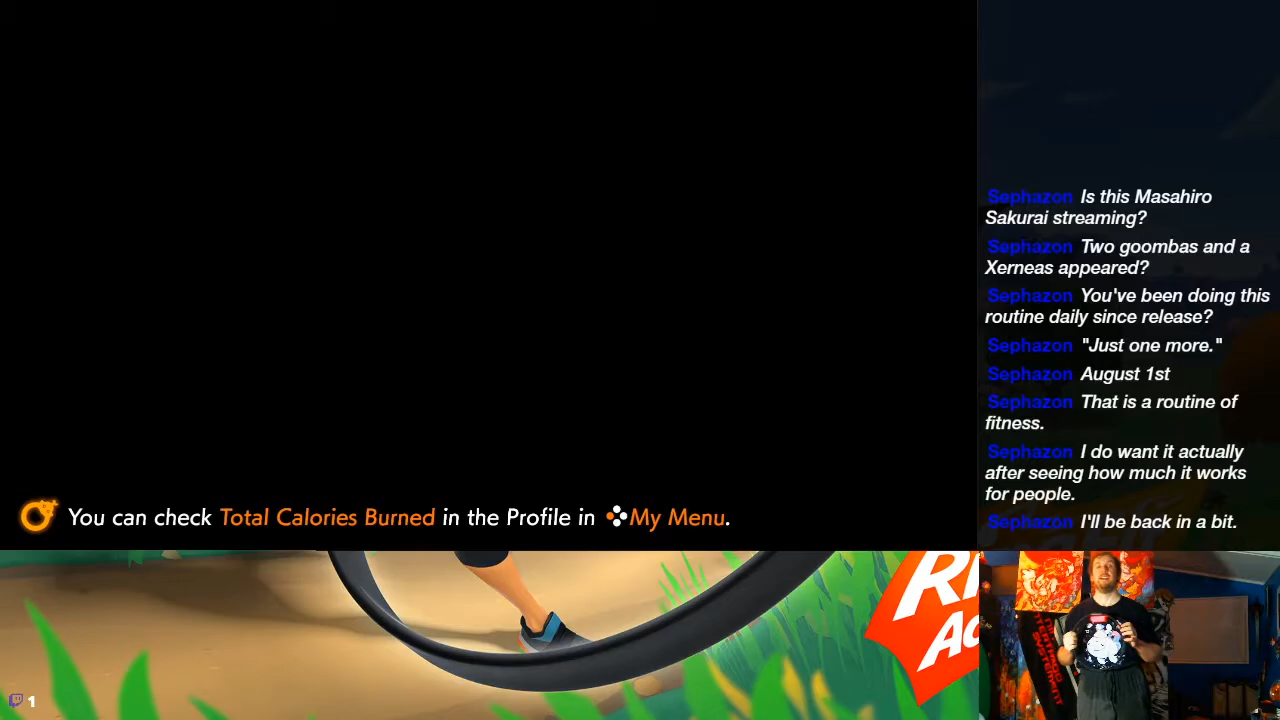 Sephazon Is this Masahiro
Sakurai streaming?
Sephazon Two goombas and a
Xerneas appeared?
Sephazon You've been doing this
routine daily since release?
Sephazon "Just one more."
Sephazon August 1st
Sephazon That is a routine of
fitness.
Sephazon I do want it actually
after seeing how much it works
for people.
Sephazon I'll be back in a bit.
You can check Total Calories Burned in the Profile in My Menu.
1